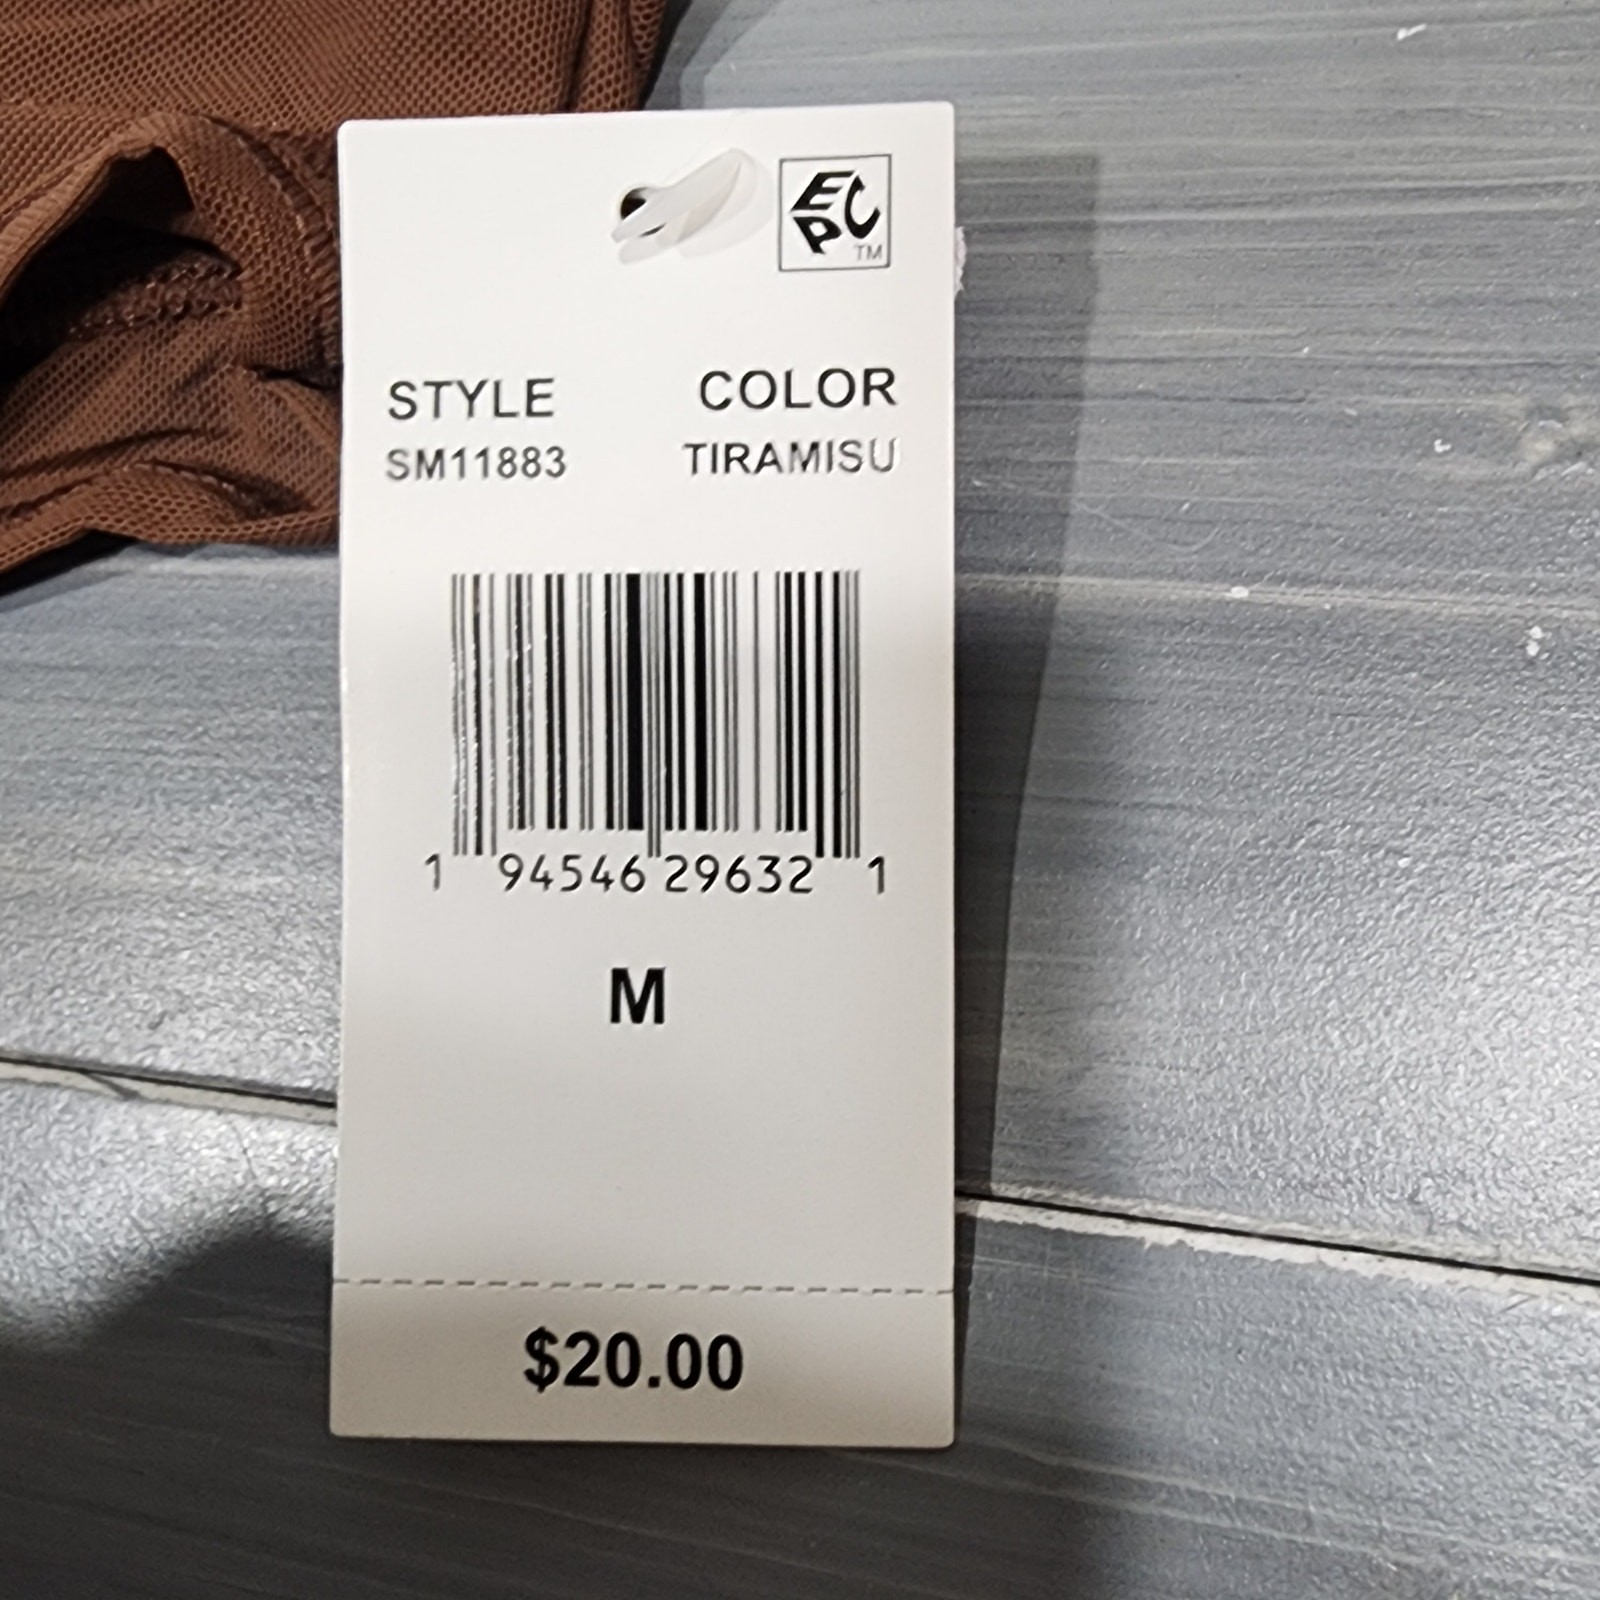 EPC
TM
STYLE COLOR
SM11883 TIRAMISU
1 94546 29632 1
M
$20.00